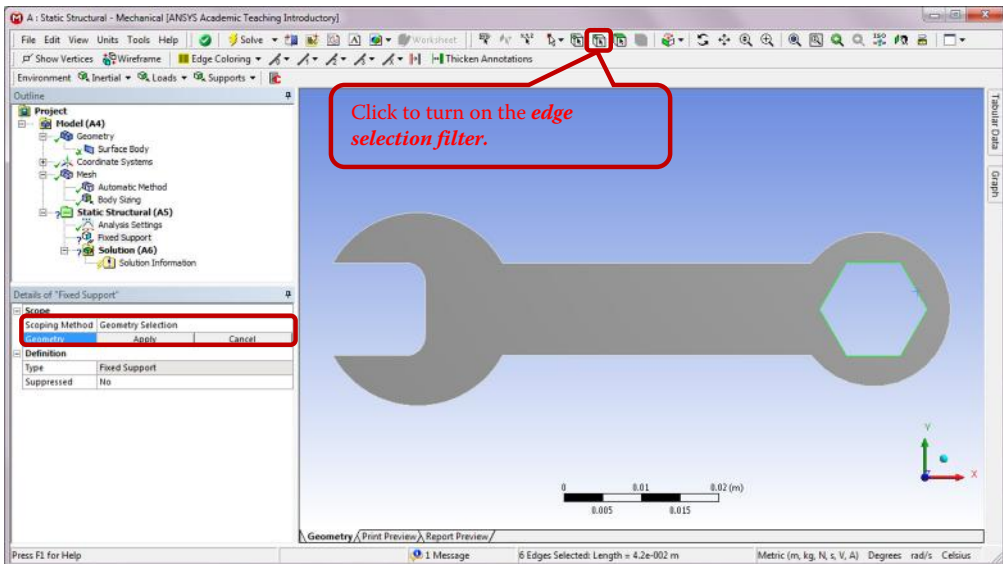 A : Static Structural - Mechanical [ANSYS Academic Teaching Introductory]
File Edit View Units Tools Help Solve Worksheet
Show Vertices Wireframe Edge Coloring Thicken Annotations
Environment Inertial Loads Supports
Outline
Project
Model (A4)
Geometry
Surface Body
Coordinate Systems
Mesh
Automatic Method
Body Sizing
Static Structural (A5)
Analysis Settings
Fixed Support
Solution (A6)
Solution Information
Click to turn on the edge
selection filter.
Tabular Data
Graph
Details of "Fixed Support"
Scope
Scoping Method Geometry Selection
Geometry Apply Cancel
Definition
Type Fixed Support
Suppressed No
Y
X
0 0.01 0.02 (m)
0.005 0.015
Geometry Print Preview Report Preview
Press F1 for Help 1 Message 6 Edges Selected: Length = 4.2e-002 m Metric (m, kg, N, s, V, A) Degrees rad/s Celsius